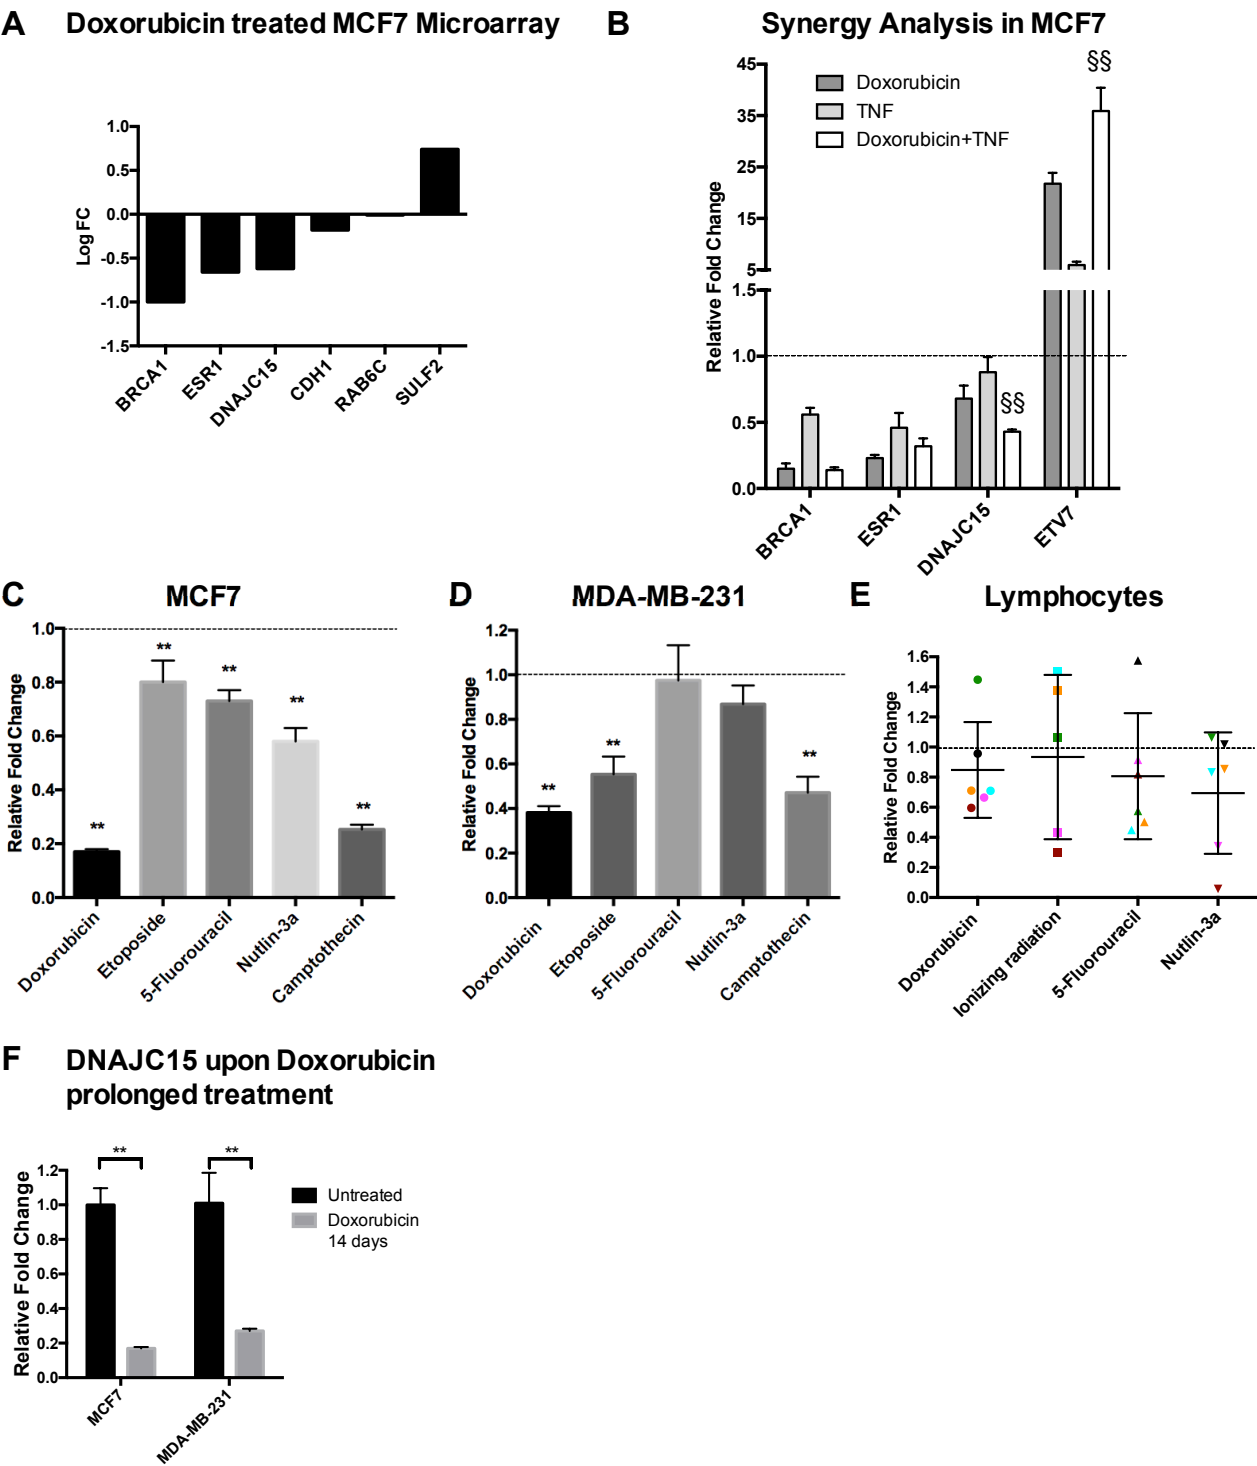 A Doxorubicin treated MCF7 Microarray
1.0
0.5
0.0
-0.5
-1.0
-1.5
Log FC
BRCA1
ESR1
DNAJC15
CDH1
RAB6C
SULF2
B Synergy Analysis in MCF7
45
35
25
15
5
1.5
1.0
0.5
0.0
Relative Fold Change
Doxorubicin
TNF
Doxorubicin+TNF
§§
§§
BRCA1
ESR1
DNAJC15
ETV7
C MCF7
1.0
0.8
0.6
0.4
0.2
0.0
Relative Fold Change
**
**
**
**
**
Doxorubicin
Etoposide
5-Fluorouracil
Nutlin-3a
Camptothecin
D MDA-MB-231
1.2
1.0
0.8
0.6
0.4
0.2
0.0
Relative Fold Change
**
**
**
Doxorubicin
Etoposide
5-Fluorouracil
Nutlin-3a
Camptothecin
E Lymphocytes
1.6
1.4
1.2
1.0
0.8
0.6
0.4
0.2
0.0
Relative Fold Change
Doxorubicin
Ionizing radiation
5-Fluorouracil
Nutlin-3a
F DNAJC15 upon Doxorubicin
prolonged treatment
1.2
1.0
0.8
0.6
0.4
0.2
0.0
Relative Fold Change
**
**
Untreated
Doxorubicin
14 days
MCF7
MDA-MB-231